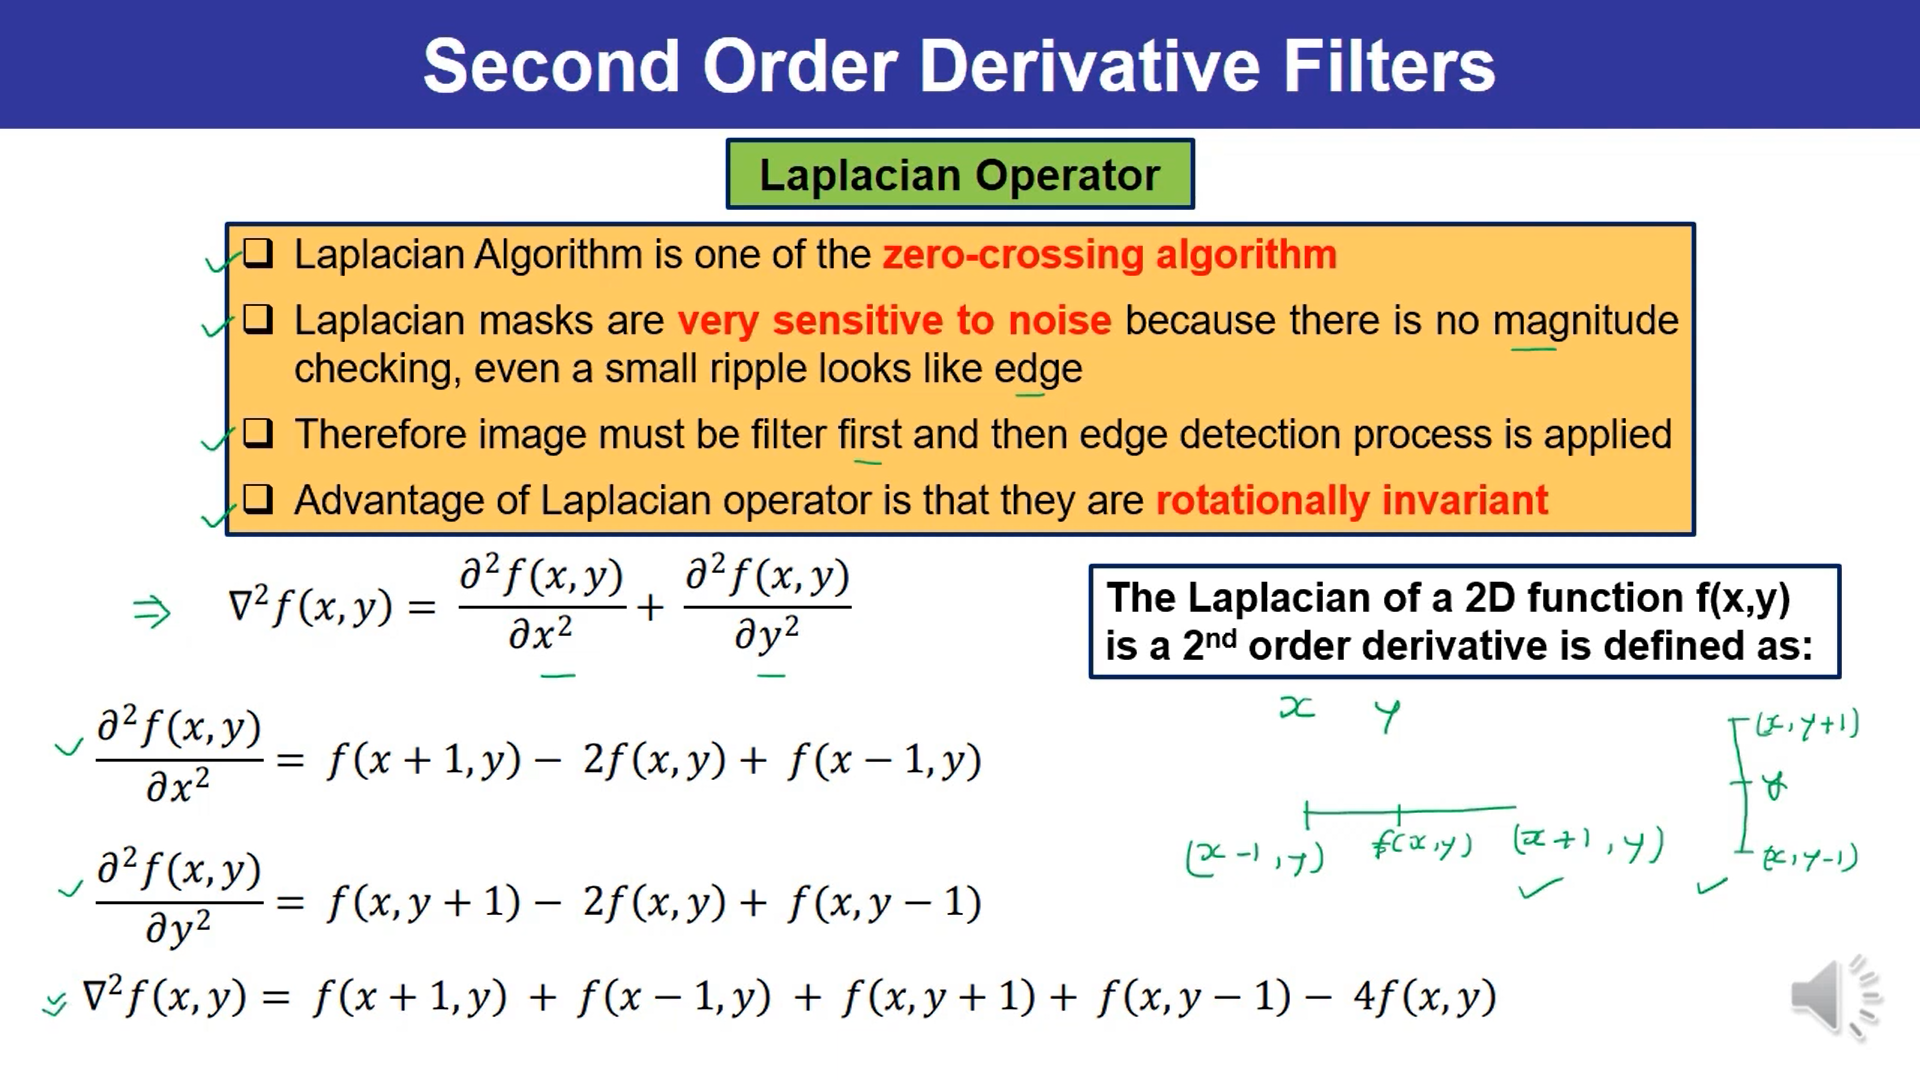 Second Order Derivative Filters
Laplacian Operator
❑ Laplacian Algorithm is one of the zero-crossing algorithm
❑ Laplacian masks are very sensitive to noise because there is no magnitude
checking, even a small ripple looks like edge
❑ Therefore image must be filter first and then edge detection process is applied
❑ Advantage of Laplacian operator is that they are rotationally invariant
⇒ ∇²f(x, y) = ∂²f(x, y)/∂x² + ∂²f(x, y)/∂y²
The Laplacian of a 2D function f(x,y)
is a 2nd order derivative is defined as:
∂²f(x, y)/∂x² = f(x + 1, y) − 2f(x, y) + f(x − 1, y)
∂²f(x, y)/∂y² = f(x, y + 1) − 2f(x, y) + f(x, y − 1)
∇²f(x, y) = f(x + 1, y) + f(x − 1, y) + f(x, y + 1) + f(x, y − 1) − 4f(x, y)
x y
(x-1, y) f(x, y) (x+1, y)
(x, y+1)
y
(x, y-1)